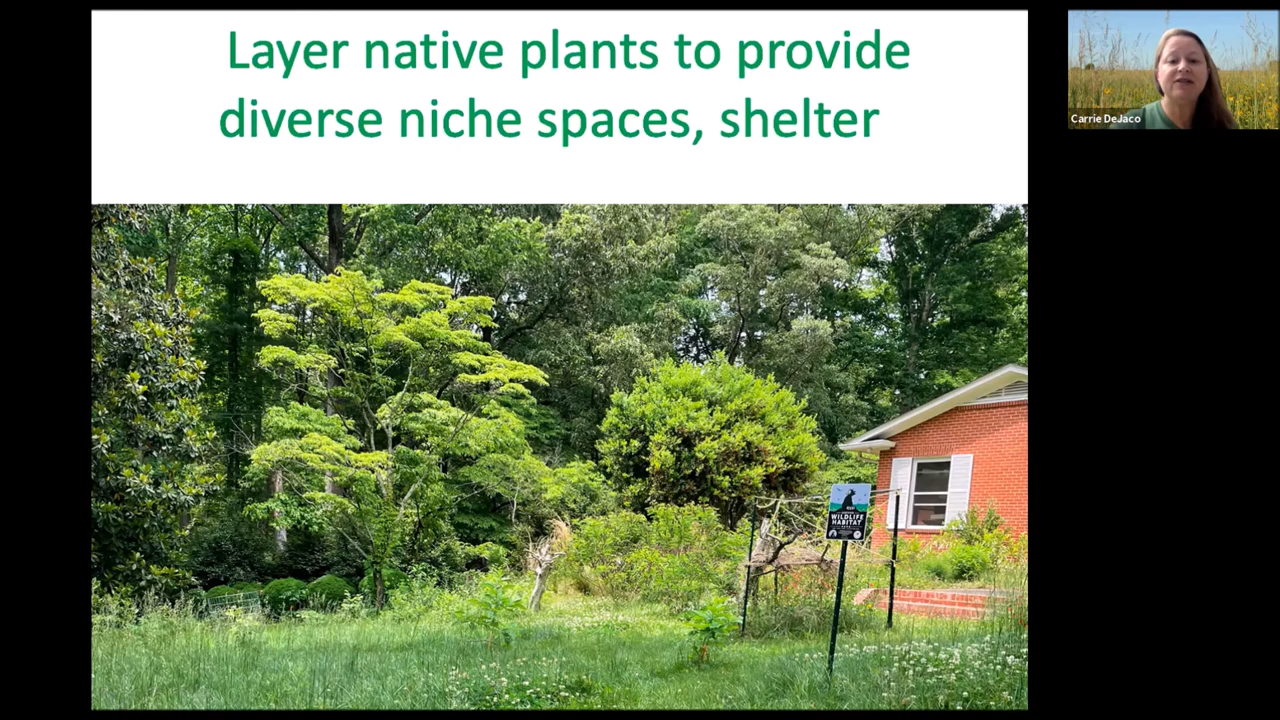 Layer native plants to provide
diverse niche spaces, shelter
Carrie DeJaco
WILDLIFE
HABITAT